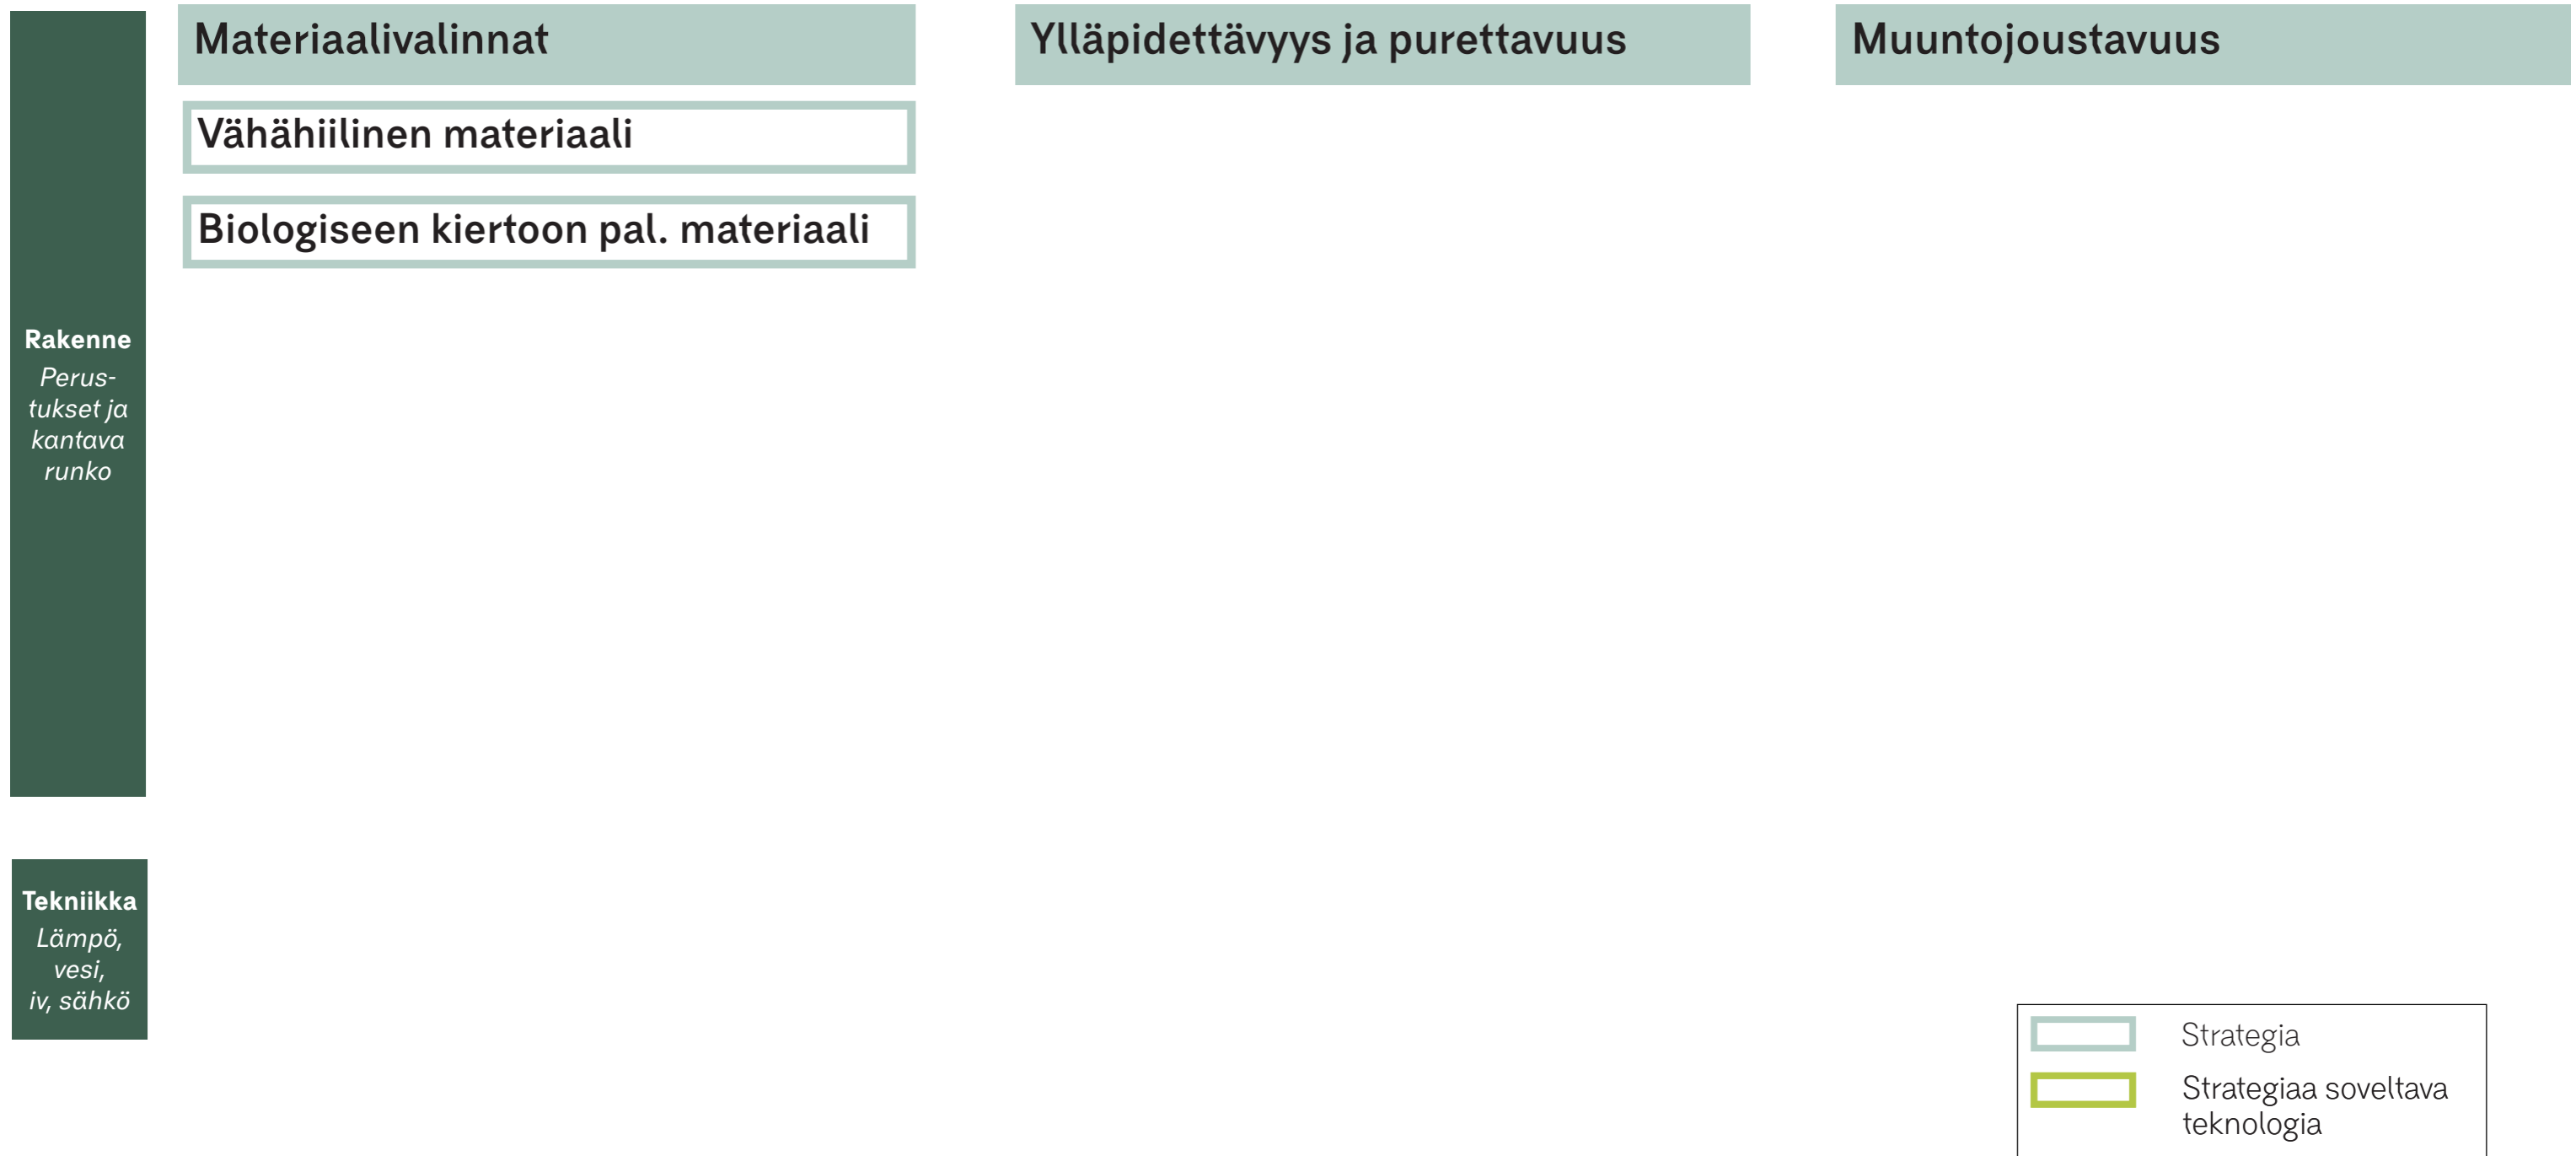 Materiaalivalinnat
Ylläpidettävyys ja purettavuus
Muuntojoustavuus
Vähähiilinen materiaali
Biologiseen kiertoon pal. materiaali
Rakenne
Perus-
tukset ja
kantava
runko
Tekniikka
Lämpö,
vesi,
iv, sähkö
Strategia
Strategiaa soveltava
teknologia